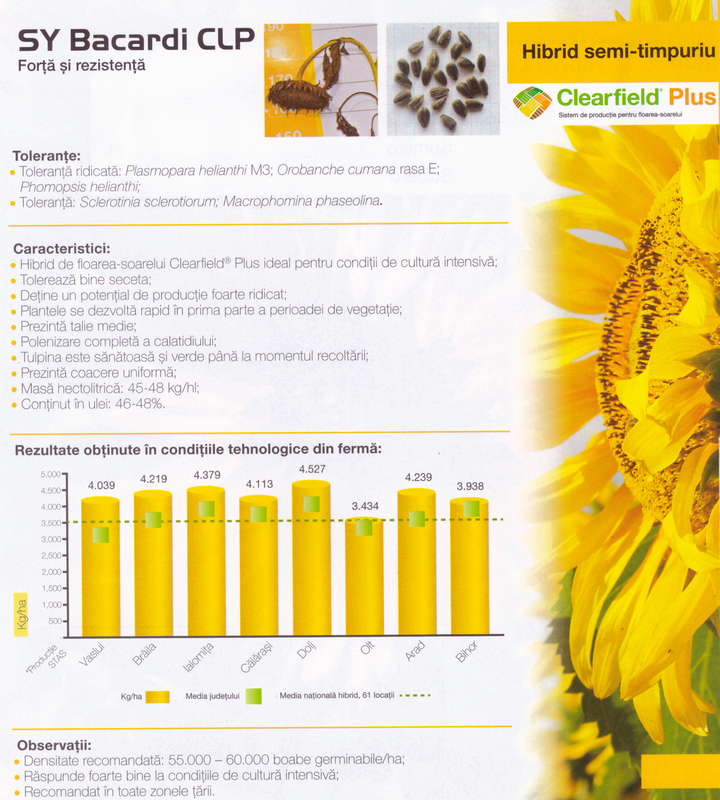 SY Bacardi CLP
Forță și rezistență
90
180
170
150
Hibrid semi-timpuriu
Clearfield® Plus
Sistem de producție pentru floarea-soarelui
Toleranțe:
• Toleranță ridicată: Plasmopara helianthi M3; Orobanche cumana rasa E;
Phomopsis helianthi;
• Toleranță: Sclerotinia sclerotiorum; Macrophomina phaseolina.
Caracteristici:
• Hibrid de floarea-soarelui Clearfield® Plus ideal pentru condiții de cultură intensivă;
• Tolerează bine seceta;
• Deține un potențial de producție foarte ridicat;
• Plantele se dezvoltă rapid în prima parte a perioadei de vegetație;
• Prezintă talie medie;
• Polenizare completă a calatidiului;
• Tulpina este sănătoasă și verde până la momentul recoltării;
• Prezintă coacere uniformă;
• Masă hectolitrică: 45-48 kg/hl;
• Conținut în ulei: 46-48%.
Rezultate obținute în condițiile tehnologice din fermă:
5.000
4,500
4,000
3.500
3,000
2,500
2,000
1,500
1,000
500
Kg/ha
4.039
4.219
4.379
4.113
4.527
3.434
4.239
3.938
*Producție
STAS
Vaslui
Brăila
Ialomița
Călărași
Dolj
Olt
Arad
Bihor
Kg/ha
Media județului
Media națională hibrid, 61 locații
Observații:
• Densitate recomandată: 55.000 – 60.000 boabe germinabile/ha;
• Răspunde foarte bine la condițiile de cultură intensivă;
• Recomandat în toate zonele țării.